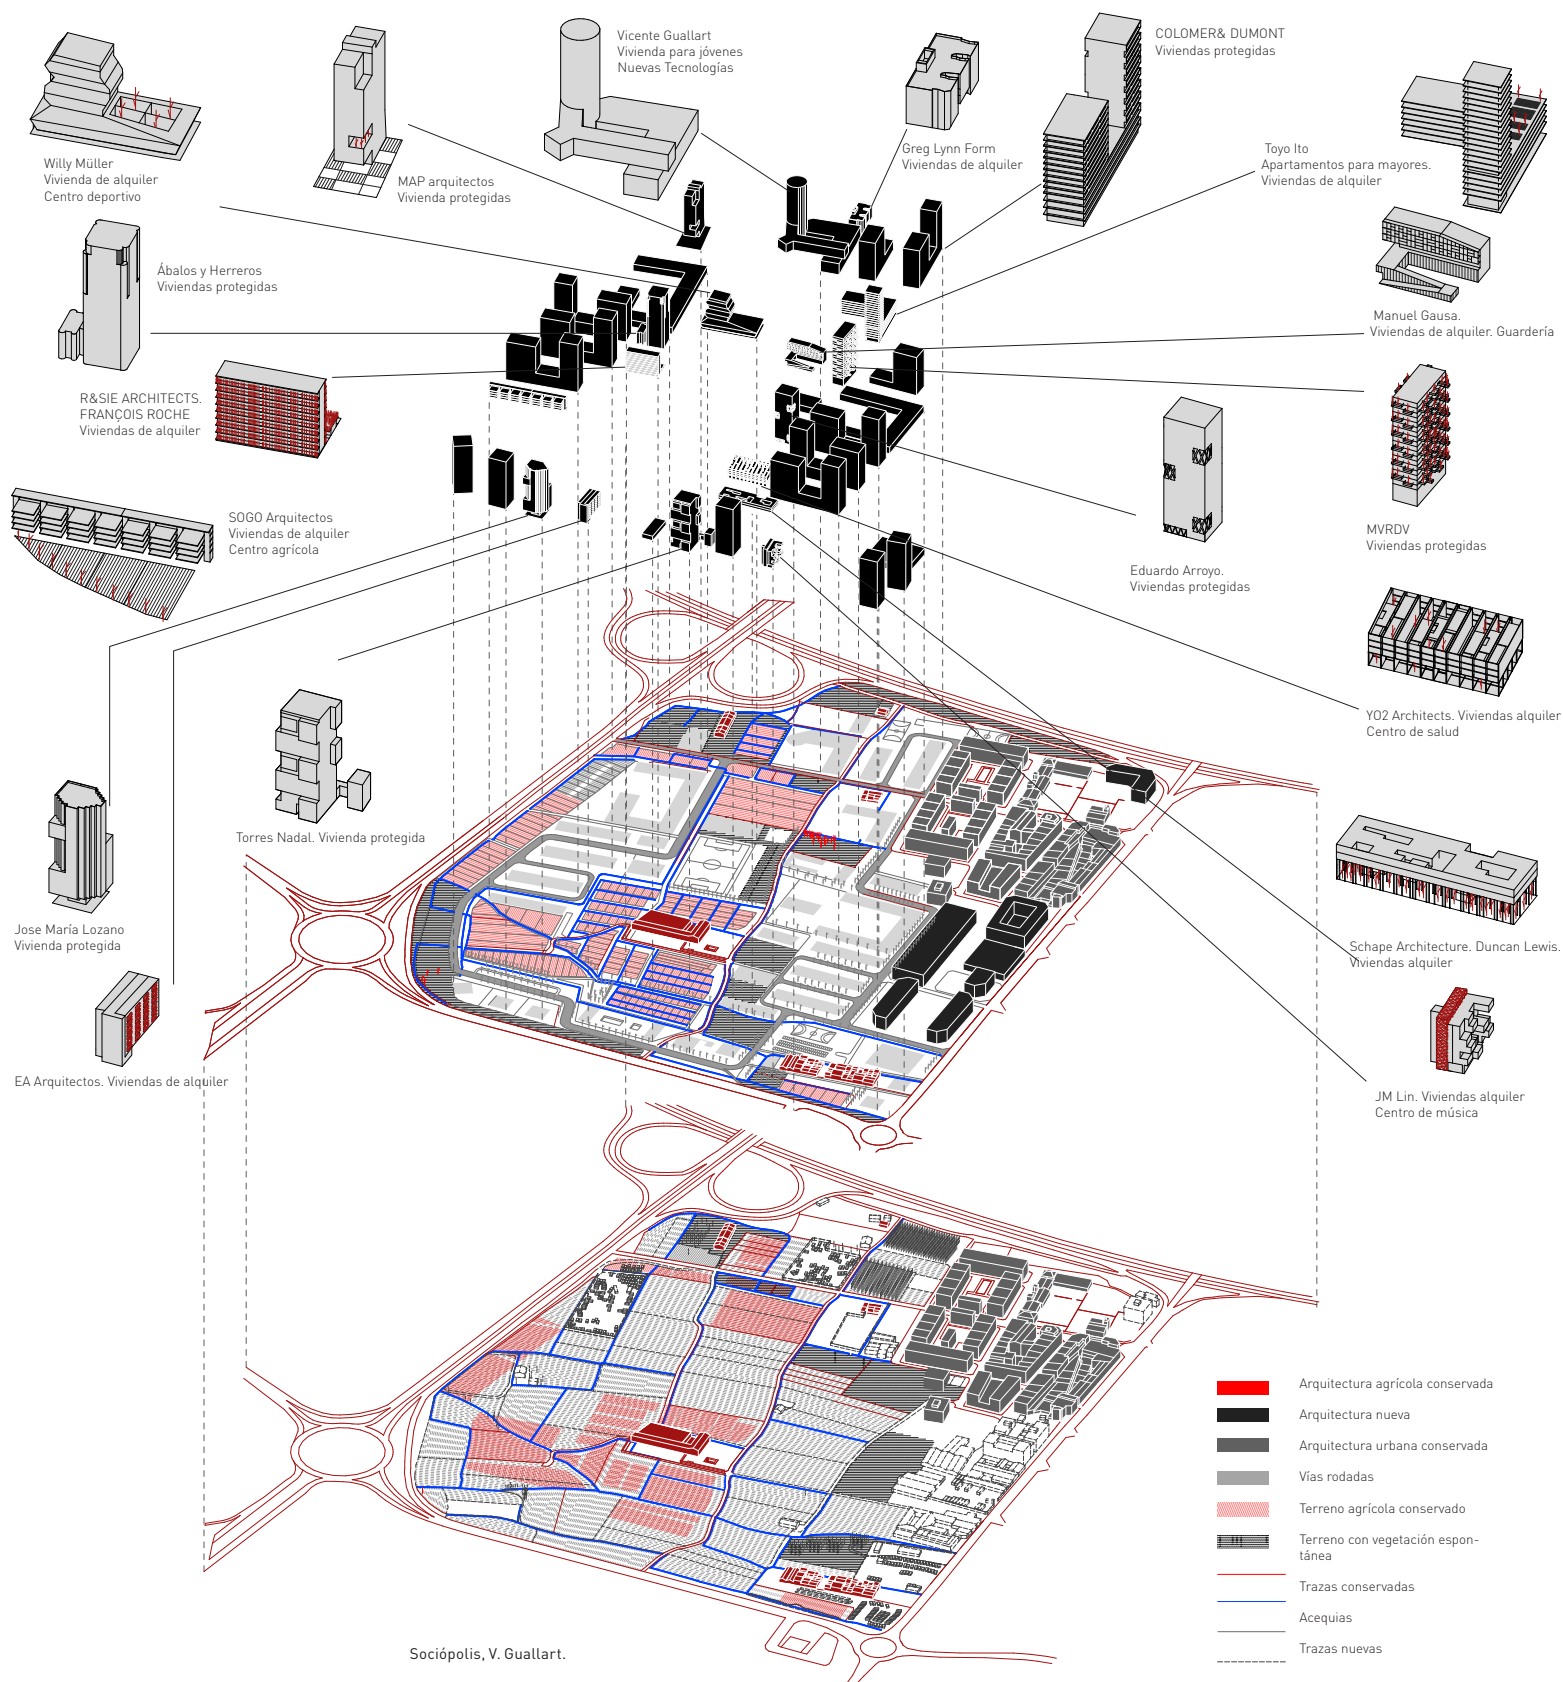 Vicente Guallart
Vivienda para jóvenes
Nuevas Tecnologías
COLOMER& DUMONT
Viviendas protegidas
Willy Müller
Vivienda de alquiler
Centro deportivo
MAP arquitectos
Vivienda protegidas
Greg Lynn Form
Viviendas de alquiler
Toyo Ito
Apartamentos para mayores.
Viviendas de alquiler
Ábalos y Herreros
Viviendas protegidas
Manuel Gausa.
Viviendas de alquiler. Guardería
R&SIE ARCHITECTS.
FRANÇOIS ROCHE
Viviendas de alquiler
SOGO Arquitectos
Viviendas de alquiler
Centro agrícola
MVRDV
Viviendas protegidas
Eduardo Arroyo.
Viviendas protegidas
YO2 Architects. Viviendas alquiler
Centro de salud
Torres Nadal. Vivienda protegida
Jose María Lozano
Vivienda protegida
Schape Architecture. Duncan Lewis.
Viviendas alquiler
EA Arquitectos. Viviendas de alquiler
JM Lin. Viviendas alquiler
Centro de música
Arquitectura agrícola conservada
Arquitectura nueva
Arquitectura urbana conservada
Vías rodadas
Terreno agrícola conservado
Terreno con vegetación espon-
tánea
Trazas conservadas
Acequias
Trazas nuevas
Sociópolis, V. Guallart.